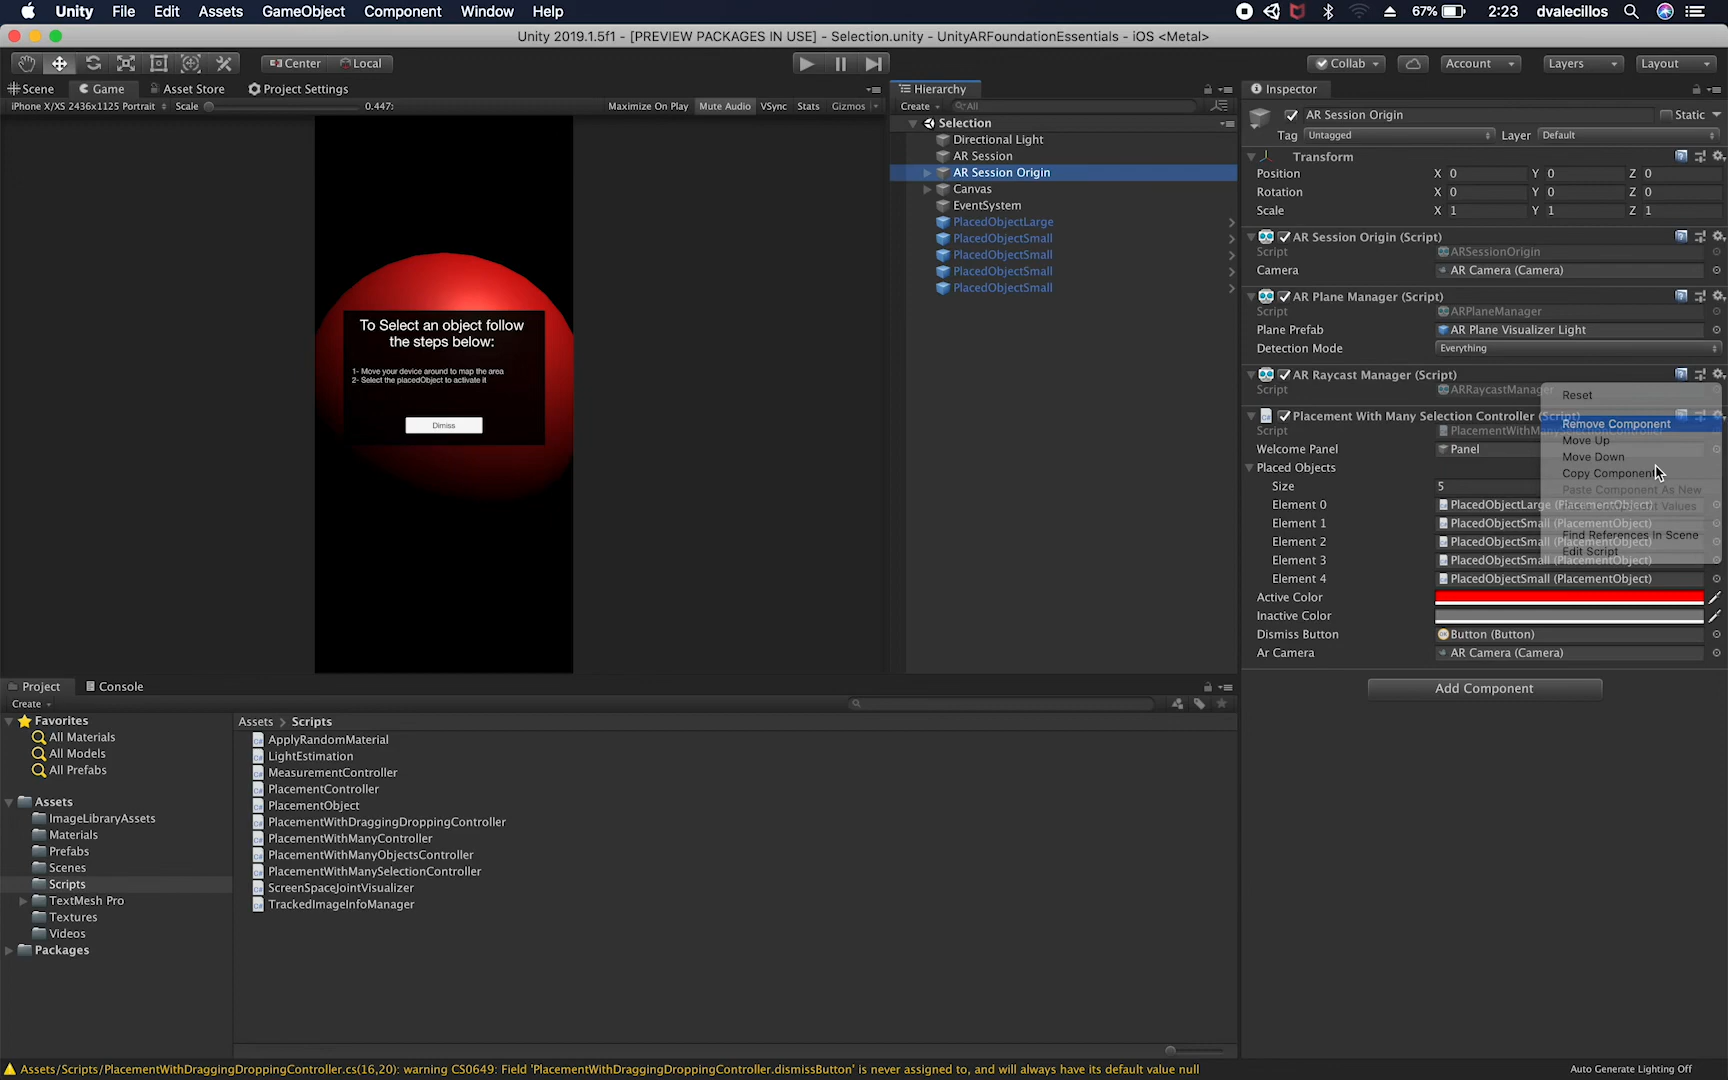 Unity File Edit Assets GameObject Component Window Help
67% 2:23 dvalecillos
Unity 2019.1.5f1 - [PREVIEW PACKAGES IN USE] - Selection.unity - UnityARFoundationEssentials - iOS <Metal>
Center Local
Collab Account Layers Layout
Scene Game Asset Store Project Settings
iPhone X/XS 2436x1125 Portrait Scale 0.447: Maximize On Play Mute Audio VSync Stats Gizmos
To Select an object follow
the steps below:
1- Move your device around to map the area
2- Select the placedObject to activate it
Dimiss
Hierarchy
Create All
Selection
Directional Light
AR Session
AR Session Origin
Canvas
EventSystem
PlacedObjectLarge
PlacedObjectSmall
PlacedObjectSmall
PlacedObjectSmall
PlacedObjectSmall
Inspector
AR Session Origin Static
Tag Untagged Layer Default
Transform
Position X 0 Y 0 Z 0
Rotation X 0 Y 0 Z 0
Scale X 1 Y 1 Z 1
AR Session Origin (Script)
Script ARSessionOrigin
Camera AR Camera (Camera)
AR Plane Manager (Script)
Script ARPlaneManager
Plane Prefab AR Plane Visualizer Light
Detection Mode Everything
AR Raycast Manager (Script)
Script ARRaycastManager
Placement With Many Selection Controller (Script)
Script
Welcome Panel Panel
Placed Objects
Size 5
Element 0 PlacedObjectLarge (PlacementObject)
Element 1 PlacedObjectSmall (PlacementObject)
Element 2 PlacedObjectSmall (PlacementObject)
Element 3 PlacedObjectSmall (PlacementObject)
Element 4 PlacedObjectSmall (PlacementObject)
Active Color
Inactive Color
Dismiss Button Button (Button)
Ar Camera AR Camera (Camera)
Add Component
Reset
Remove Component
Move Up
Move Down
Copy Component
Paste Component As New
Values
Find References In Scene
Edit Script
Project Console
Create
Favorites
All Materials
All Models
All Prefabs
Assets
ImageLibraryAssets
Materials
Prefabs
Scenes
Scripts
TextMesh Pro
Textures
Videos
Packages
Assets > Scripts
ApplyRandomMaterial
LightEstimation
MeasurementController
PlacementController
PlacementObject
PlacementWithDraggingDroppingController
PlacementWithManyController
PlacementWithManyObjectsController
PlacementWithManySelectionController
ScreenSpaceJointVisualizer
TrackedImageInfoManager
Assets/Scripts/PlacementWithDraggingDroppingController.cs(16,20): warning CS0649: Field 'PlacementWithDraggingDroppingController.dismissButton' is never assigned to, and will always have its default value null
Auto Generate Lighting Off